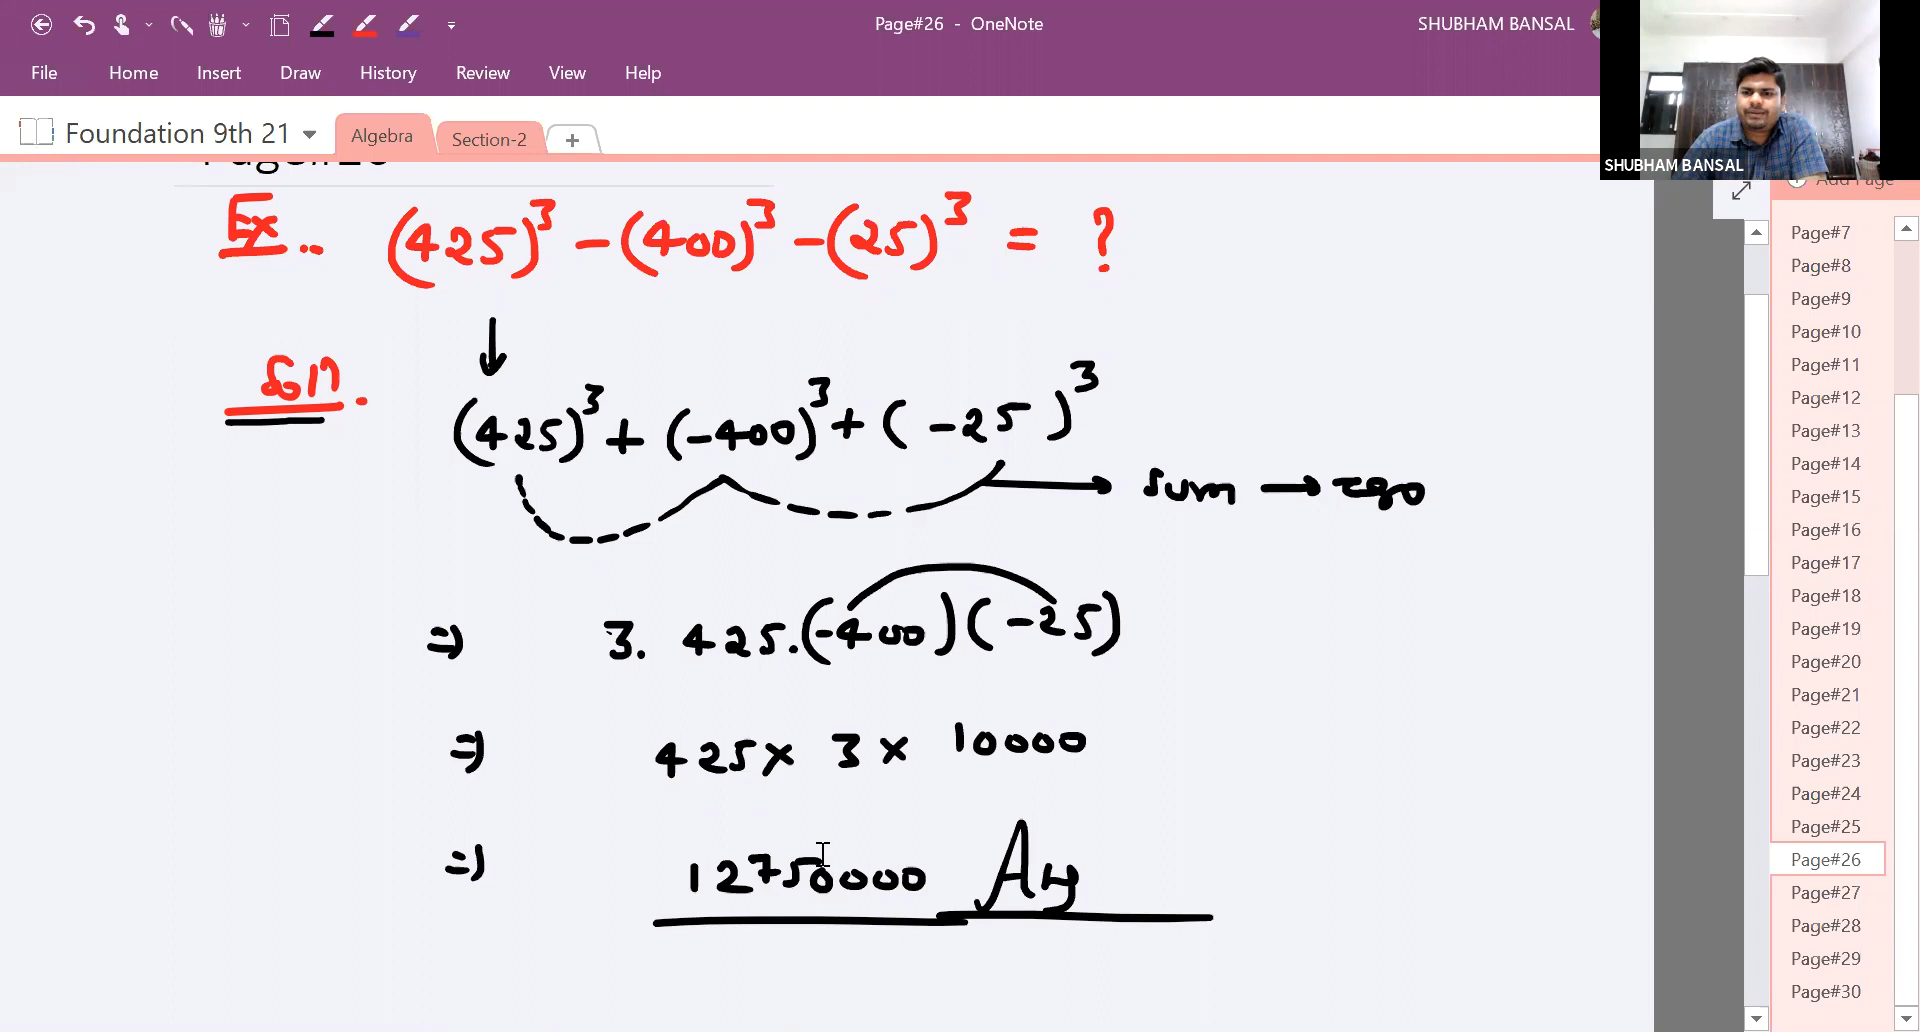 Page#26 - OneNote
SHUBHAM BANSAL
File Home Insert Draw History Review View Help
SHUBHAM BANSAL
Foundation 9th 21
Algebra
Section-2
+
Add Page
Ex.. (425)³ – (400)³ – (25)³ = ?
Sol⁠n.
(425)³ + (-400)³ + (-25)³
sum → zero
⇒ 3. 425.(-400)(-25)
⇒ 425 x 3 x 10000
⇒ 12750000 Ay
Page#7
Page#8
Page#9
Page#10
Page#11
Page#12
Page#13
Page#14
Page#15
Page#16
Page#17
Page#18
Page#19
Page#20
Page#21
Page#22
Page#23
Page#24
Page#25
Page#26
Page#27
Page#28
Page#29
Page#30